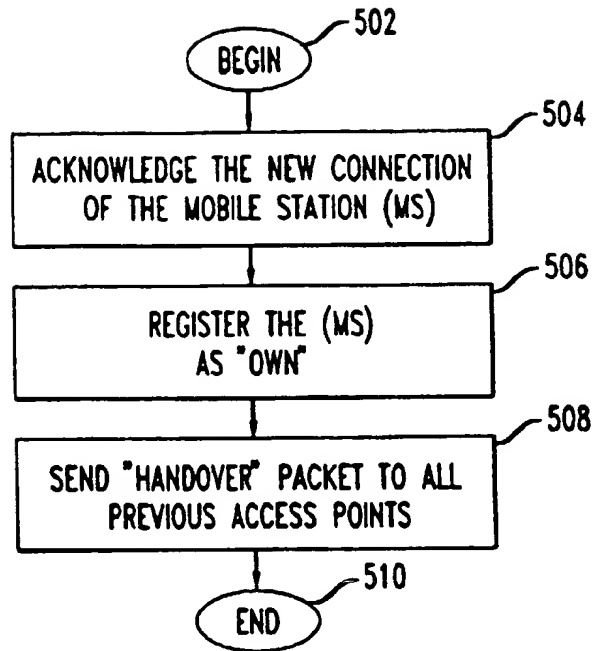 502
BEGIN
504
ACKNOWLEDGE THE NEW CONNECTION
OF THE MOBILE STATION (MS)
506
REGISTER THE (MS)
AS "OWN"
508
SEND "HANDOVER" PACKET TO ALL
PREVIOUS ACCESS POINTS
510
END